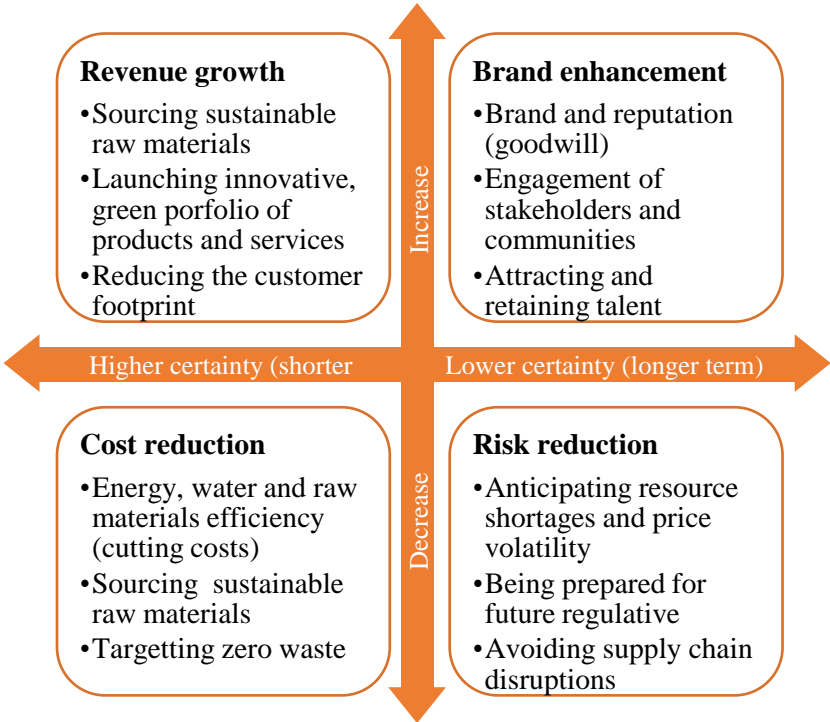 Revenue growth
•Sourcing sustainable
raw materials
•Launching innovative,
green porfolio of
products and services
•Reducing the customer
footprint
Brand enhancement
•Brand and reputation
(goodwill)
•Engagement of
stakeholders and
communities
•Attracting and
retaining talent
Increase
Higher certainty (shorter
Lower certainty (longer term)
Decrease
Cost reduction
•Energy, water and raw
materials efficiency
(cutting costs)
•Sourcing  sustainable
raw materials
•Targetting zero waste
Risk reduction
•Anticipating resource
shortages and price
volatility
•Being prepared for
future regulative
•Avoiding supply chain
disruptions